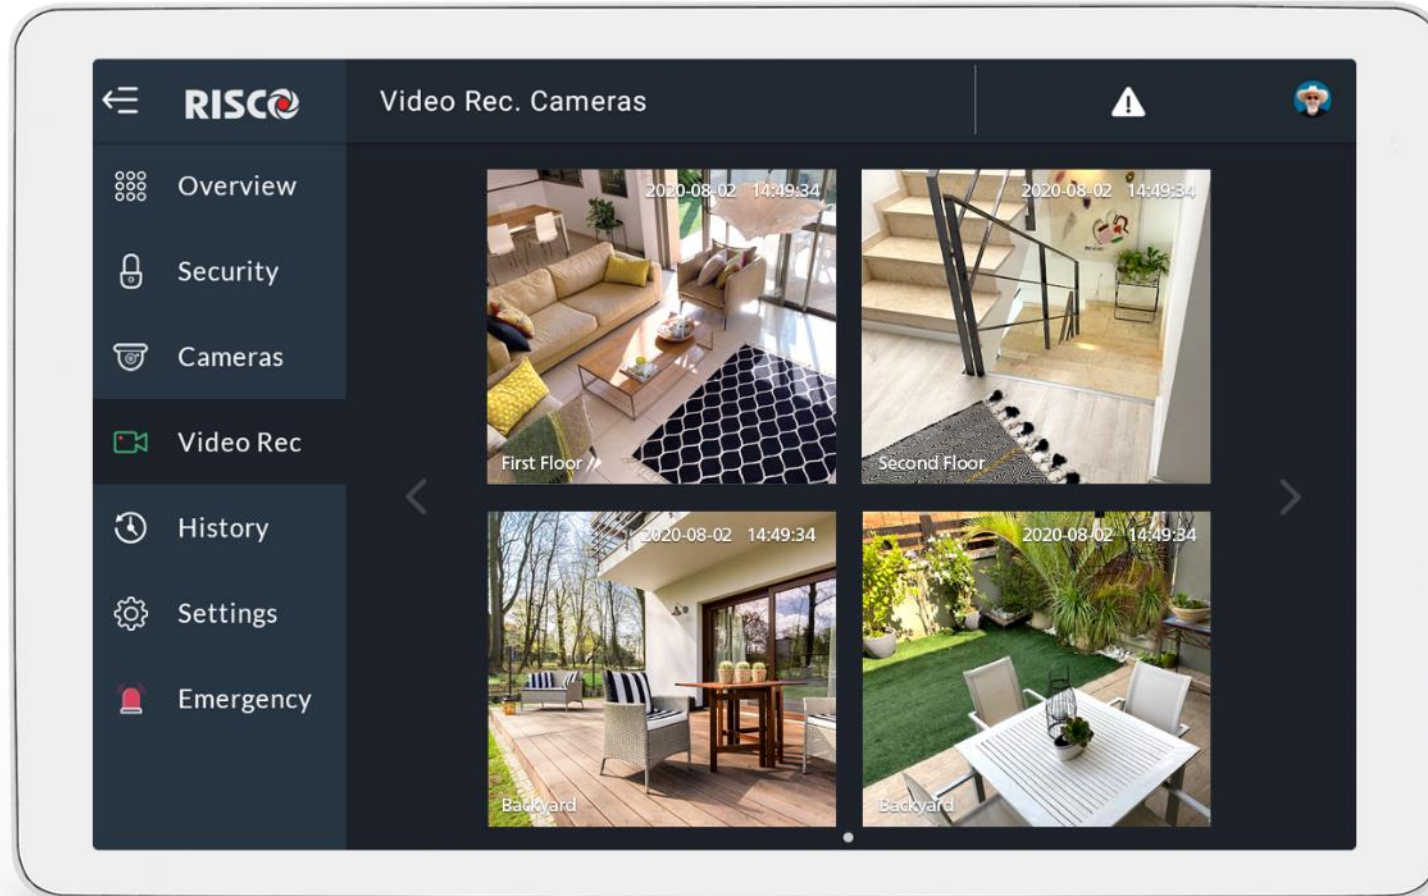 RISCO
Video Rec. Cameras
Overview
Security
Cameras
Video Rec
History
Settings
Emergency
2020-08-02 14:49:34
First Floor
2020-08-02 14:49:34
Second Floor
2020-08-02 14:49:34
Backyard
2020-08-02 14:49:34
Backyard